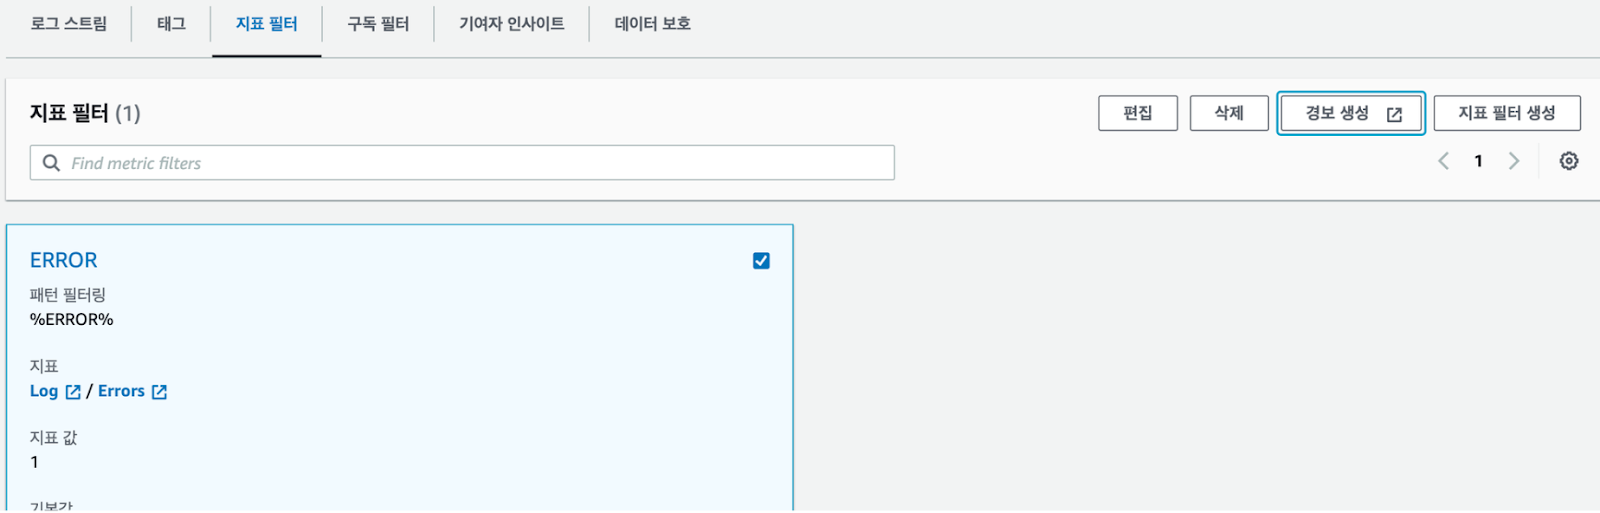 로그 스트림 태그 지표 필터 구독 필터 기여자 인사이트 데이터 보호
지표 필터 (1) 편집 삭제 경보 생성 지표 필터 생성
Find metric filters 1
ERROR
패턴 필터링
%ERROR%
지표
Log / Errors
지표 값
1
기본값